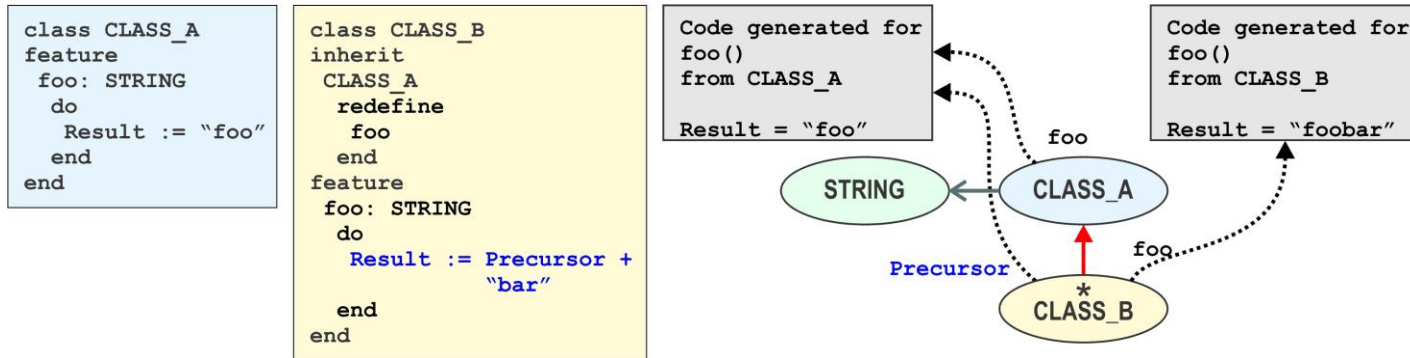 class CLASS_A
feature
foo: STRING
do
Result := “foo”
end
end
class CLASS_B
inherit
CLASS_A
redefine
foo
end
feature
foo: STRING
do
Result := Precursor +
“bar”
end
end
Code generated for
foo()
from CLASS_A
Result = “foo”
Code generated for
foo()
from CLASS_B
Result = “foobar”
foo
STRING
CLASS_A
foo
Precursor
*
CLASS_B